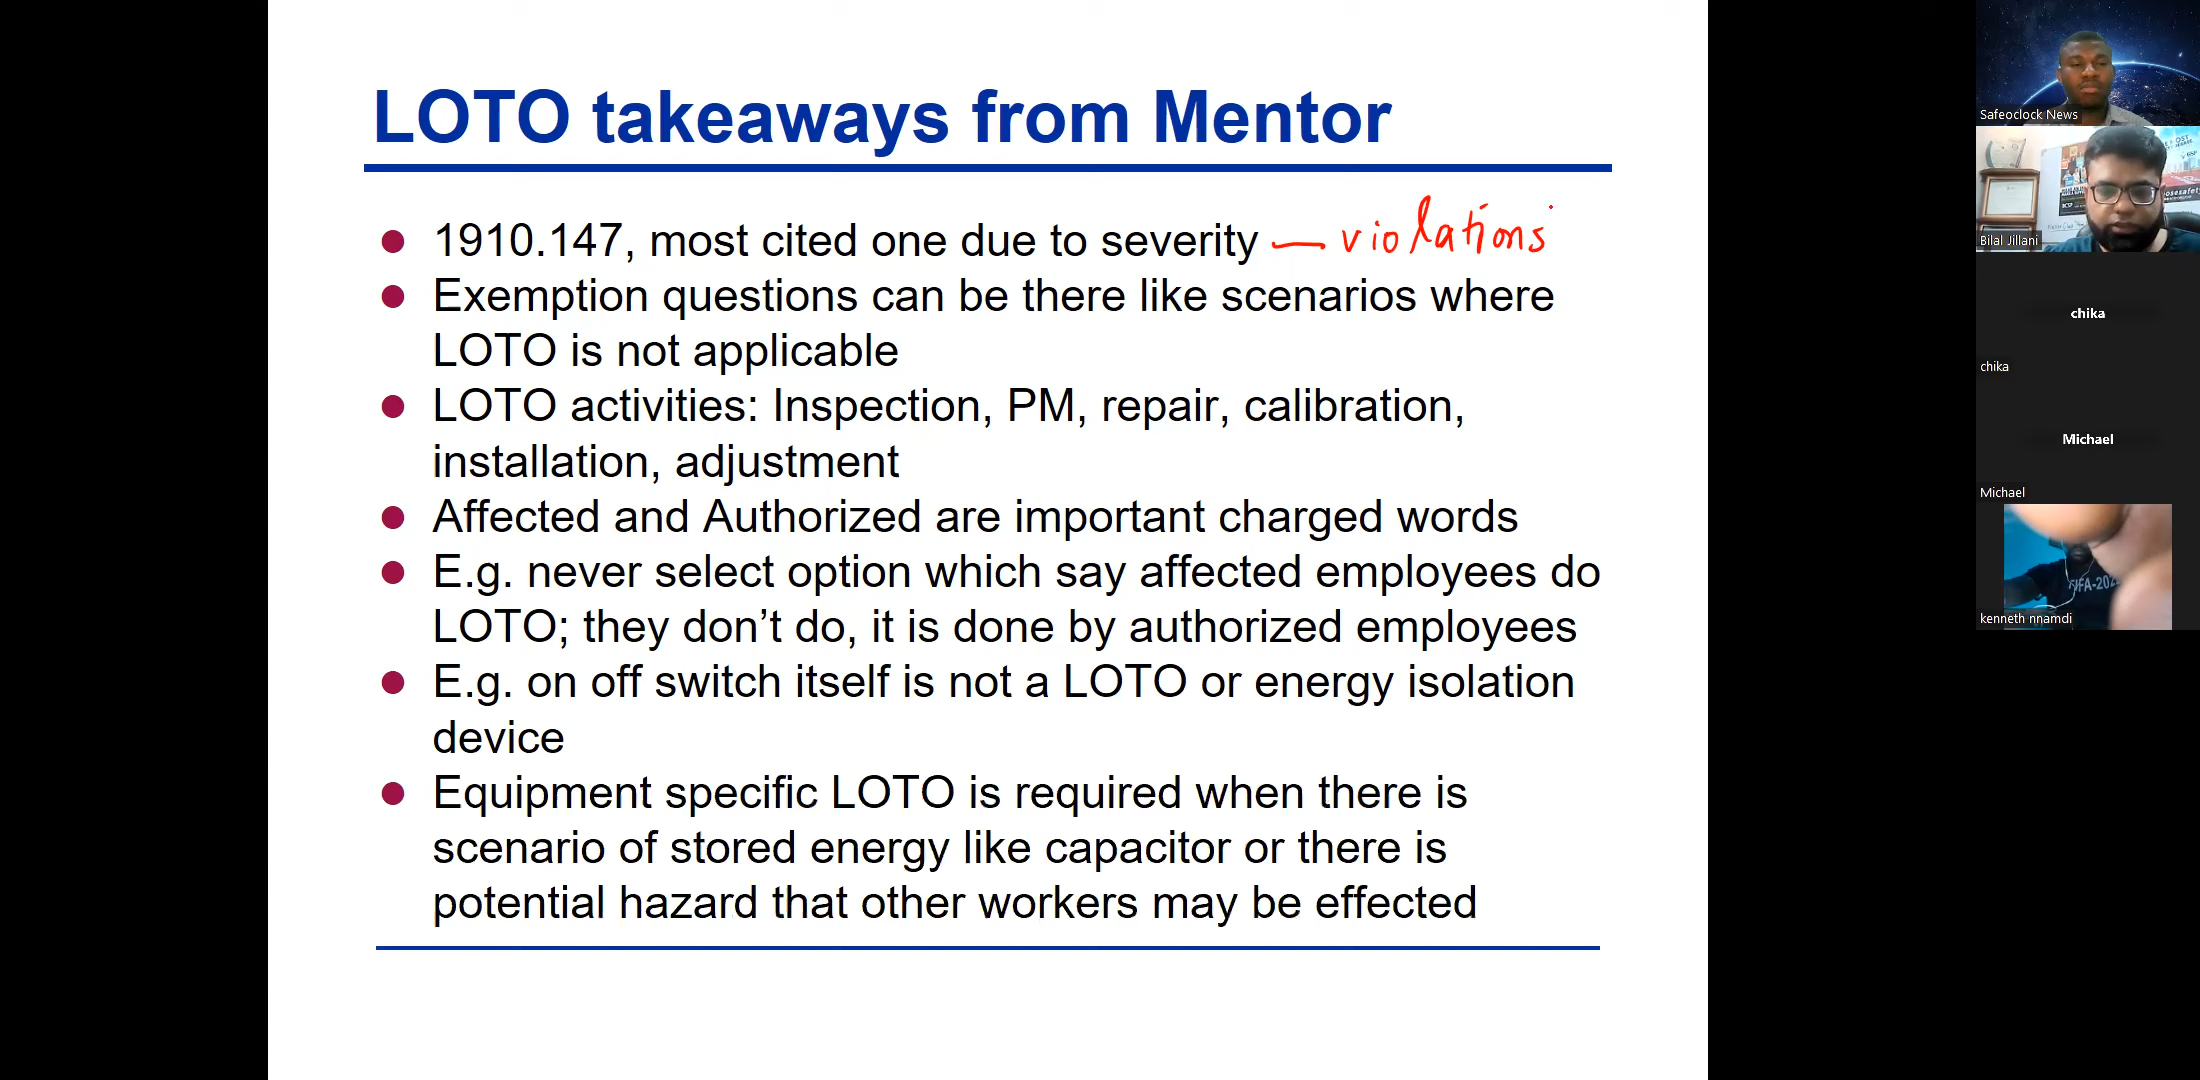 LOTO takeaways from Mentor
1910.147, most cited one due to severity — violations
Exemption questions can be there like scenarios where
LOTO is not applicable
LOTO activities: Inspection, PM, repair, calibration,
installation, adjustment
Affected and Authorized are important charged words
E.g. never select option which say affected employees do
LOTO; they don't do, it is done by authorized employees
E.g. on off switch itself is not a LOTO or energy isolation
device
Equipment specific LOTO is required when there is
scenario of stored energy like capacitor or there is
potential hazard that other workers may be effected
Safeoclock News
Bilal Jillani
chika
chika
Michael
Michael
kenneth nnamdi